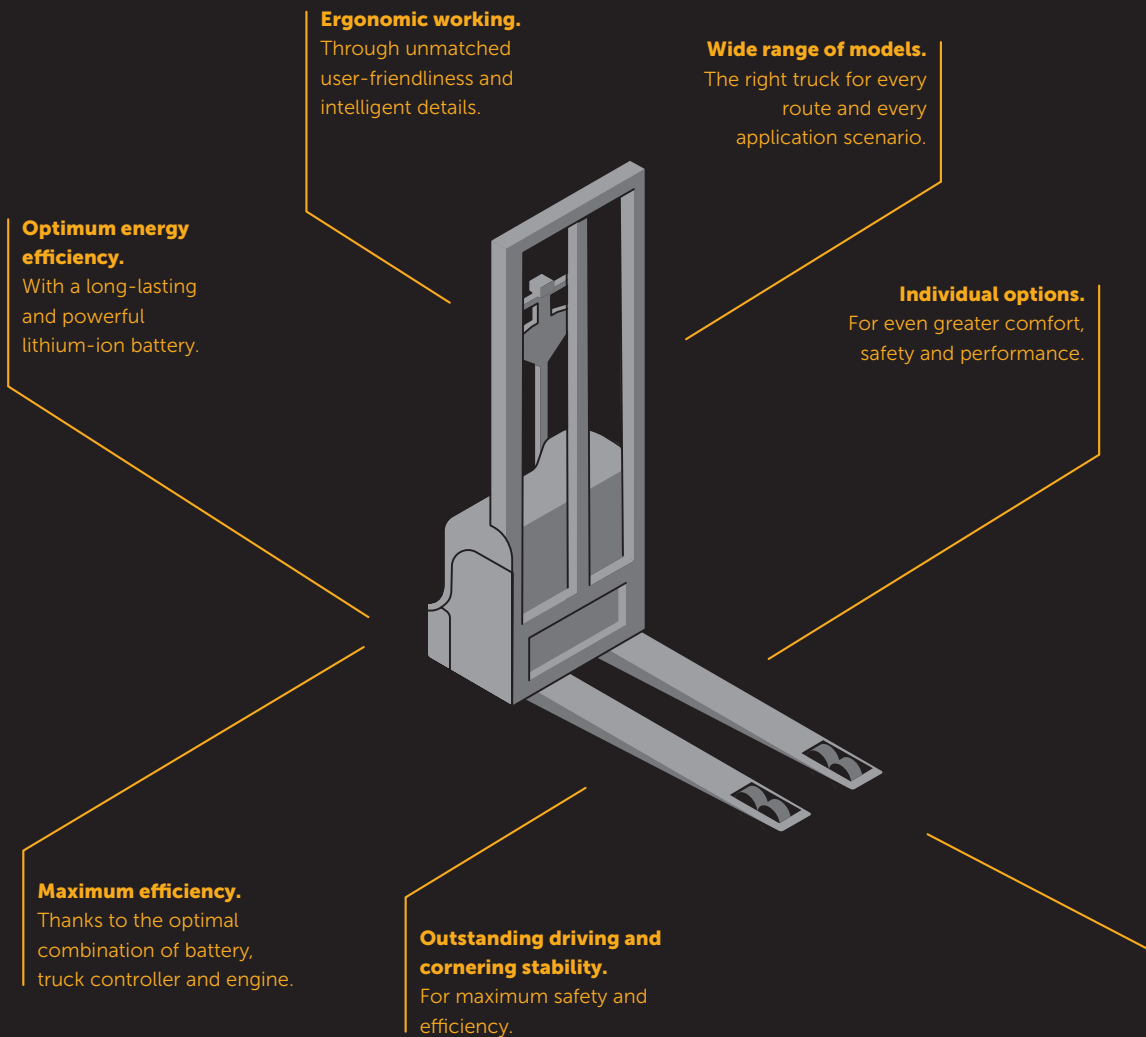 Ergonomic working.
Through unmatched
user-friendliness and
intelligent details.
Wide range of models.
The right truck for every
route and every
application scenario.
Optimum energy
efficiency.
With a long-lasting
and powerful
lithium-ion battery.
Individual options.
For even greater comfort,
safety and performance.
Maximum efficiency.
Thanks to the optimal
combination of battery,
truck controller and engine.
Outstanding driving and
cornering stability.
For maximum safety and
efficiency.